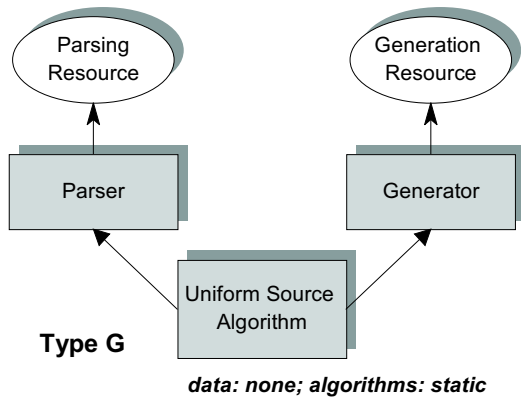 Parsing
Resource
Generation
Resource
Parser
Generator
Uniform Source
Algorithm
Type G
data: none; algorithms: static